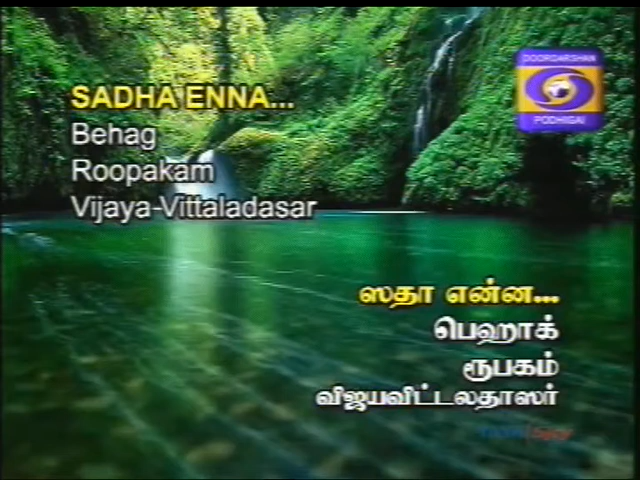 SADHA ENNA...
Behag
Roopakam
Vijaya-Vittaladasar
DOORDARSHAN
PODHIGAI
ஸதா என்ன...
பெஹாக்
ரூபகம்
விஜயவிட்டலதாஸர்